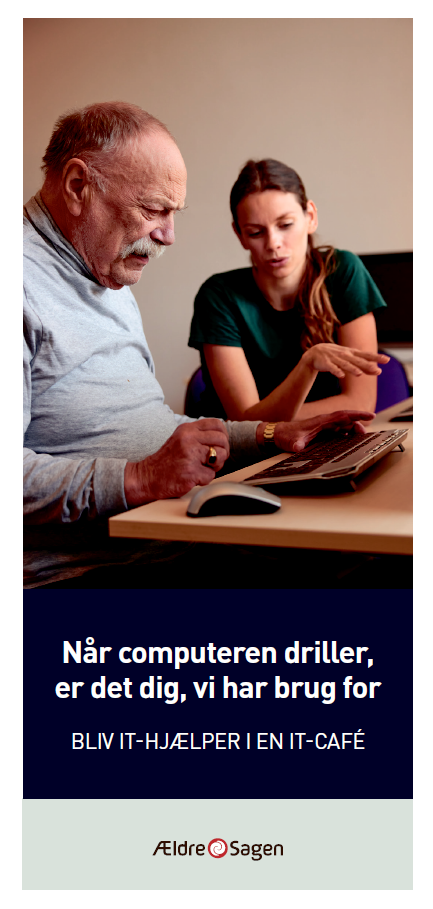 Når computeren driller,
er det dig, vi har brug for
BLIV IT-HJÆLPER I EN IT-CAFÉ
Ældre Sagen